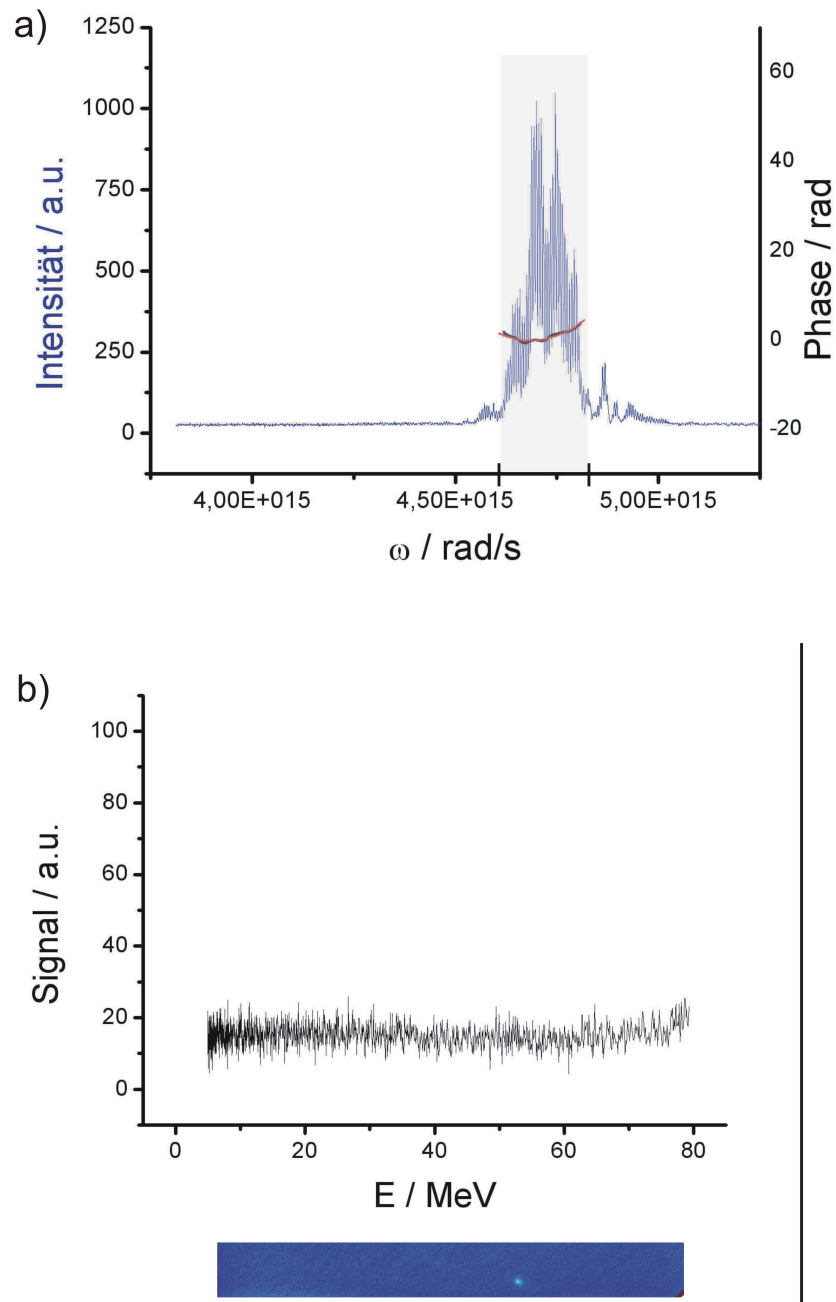 a)
1250
1000
750
500
250
0
Intensität / a.u.
60
40
20
0
-20
Phase / rad
4,00E+015
4,50E+015
5,00E+015
ω / rad/s
b)
100
80
60
40
20
0
Signal / a.u.
0
20
40
60
80
E / MeV